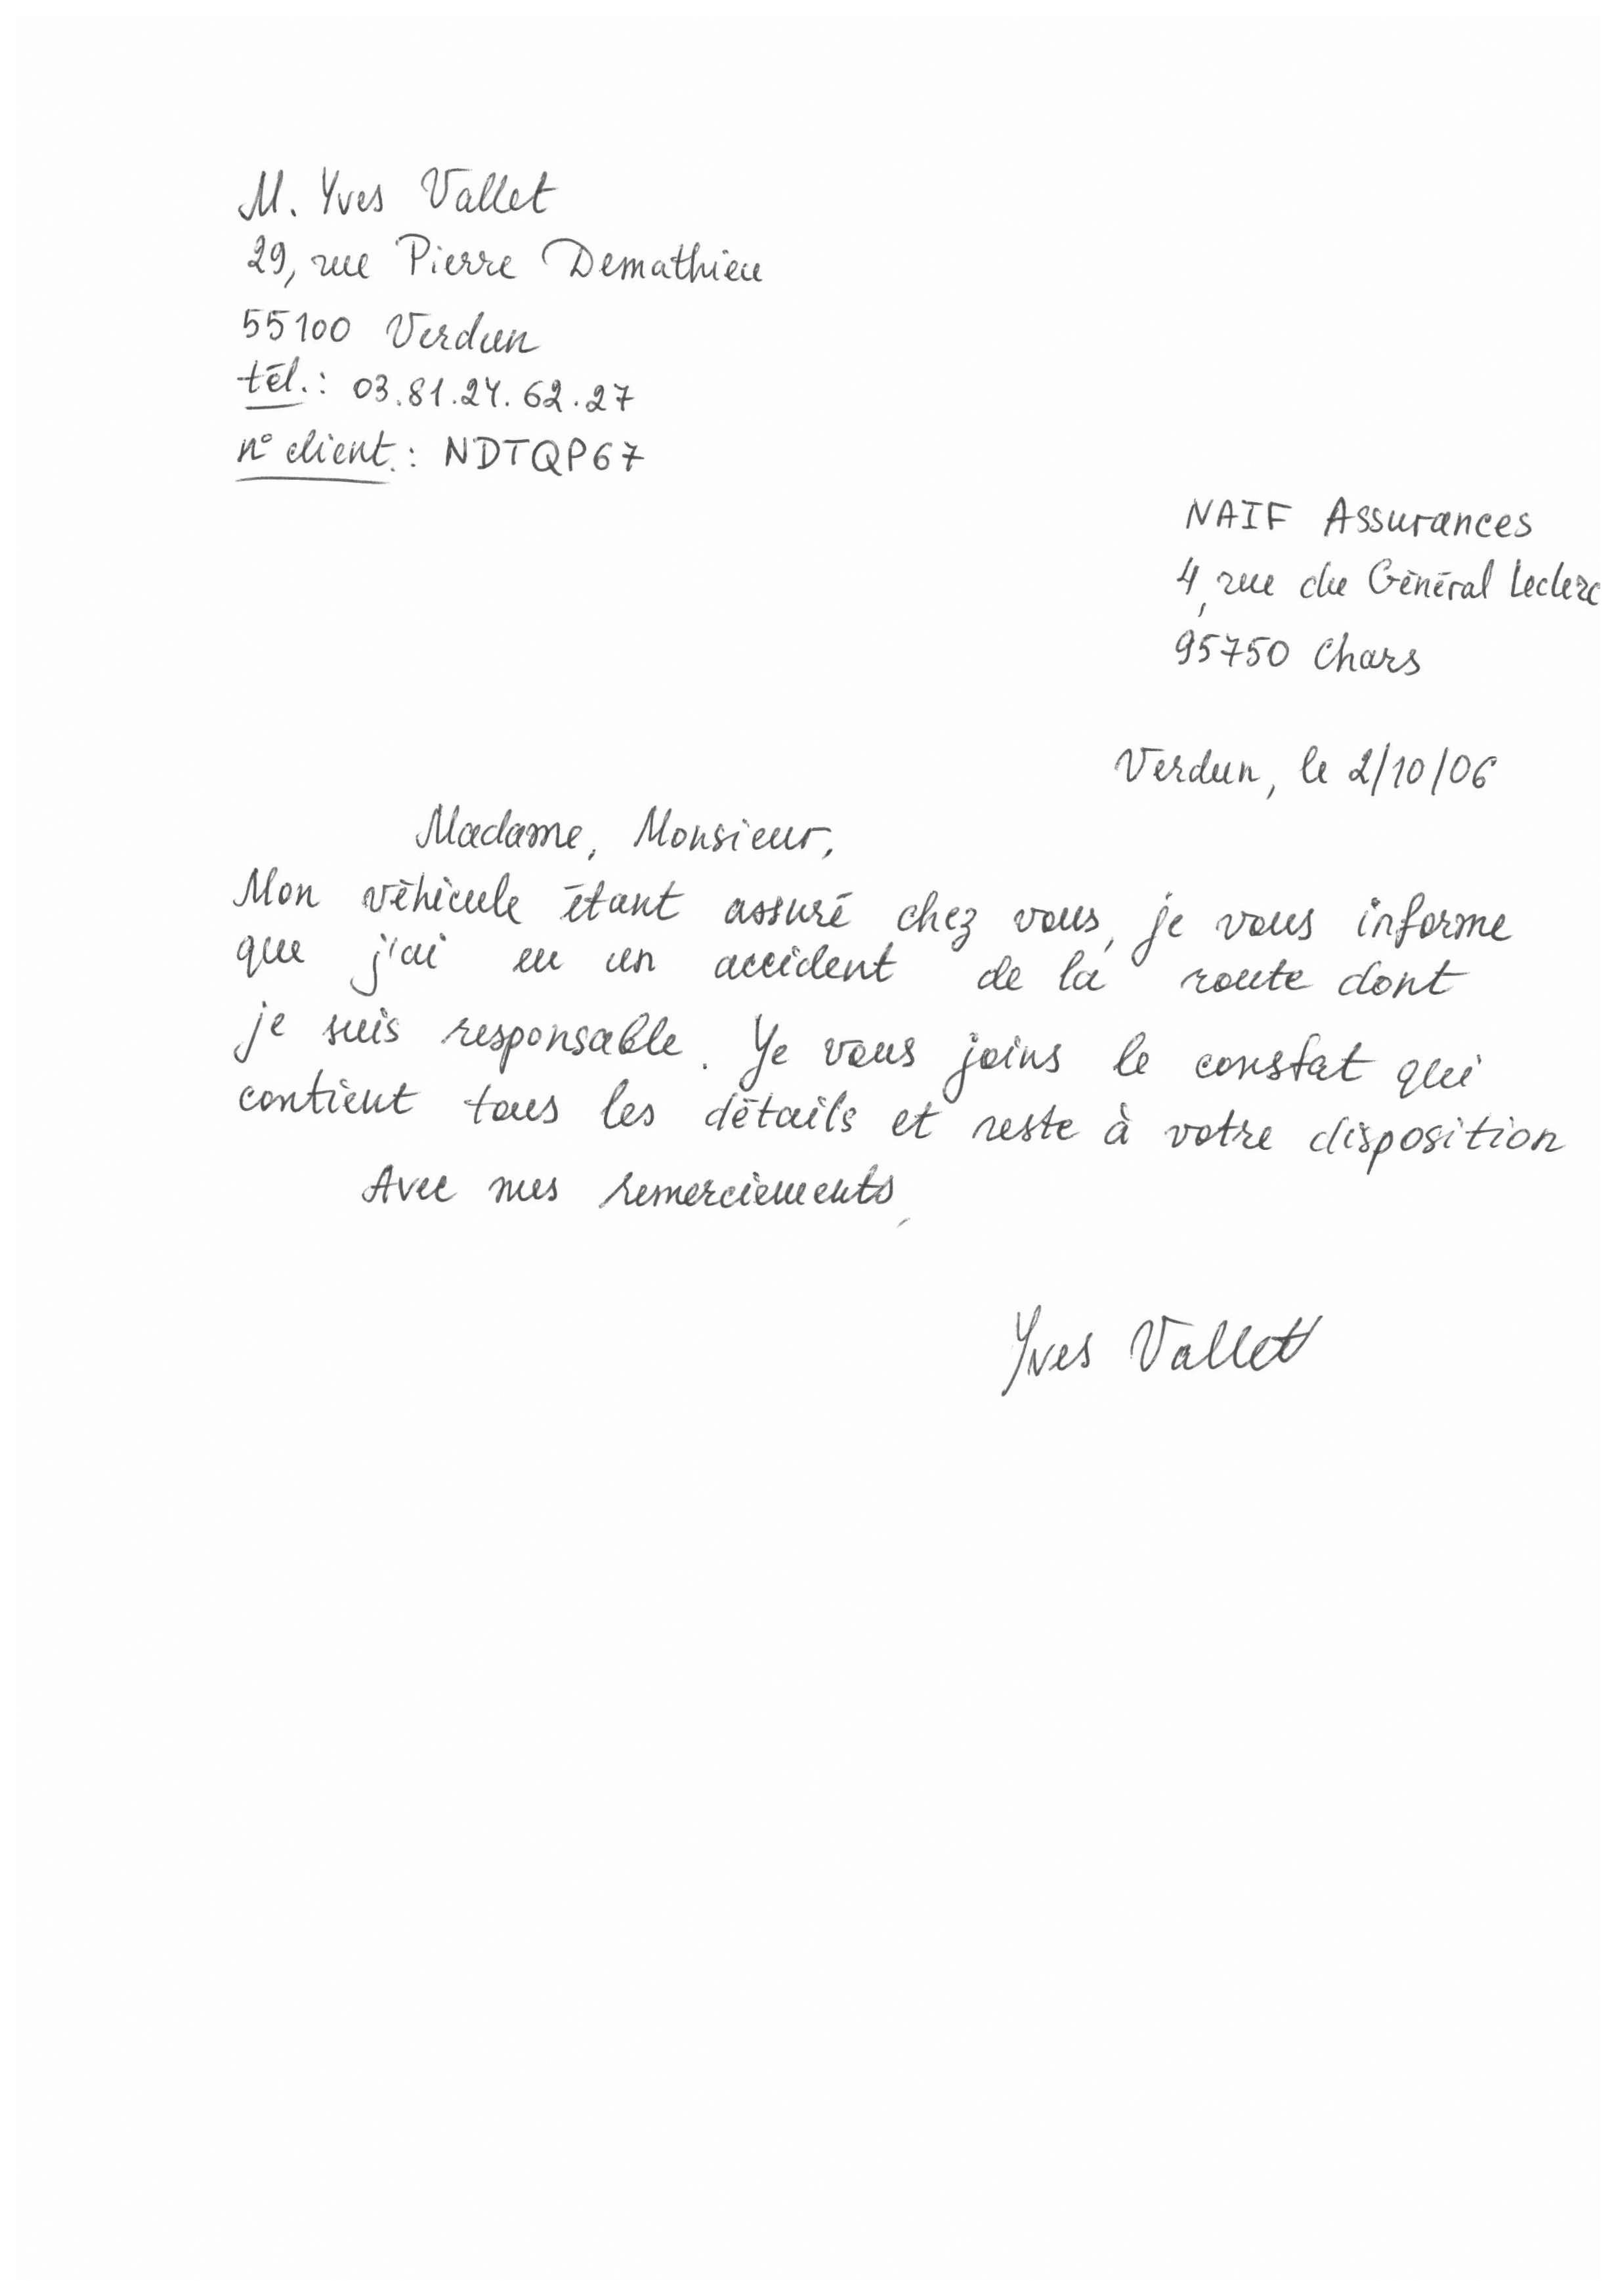 M. Yves Vallet
29, rue Pierre Demathieu
55100 Verdun
tél.: 03.81.24.62.27
n° client.: NDTQP67
NAIF Assurances
4, rue du Général Leclerc
95750 Chars
Verdun, le 2/10/06
Madame, Monsieur,
Mon véhicule étant assuré chez vous, je vous informe
que j'ai eu un accident de la route dont
je suis responsable. Je vous joins le constat qui
contient tous les détails et reste à votre disposition
Avec mes remerciements,
Yves Vallet